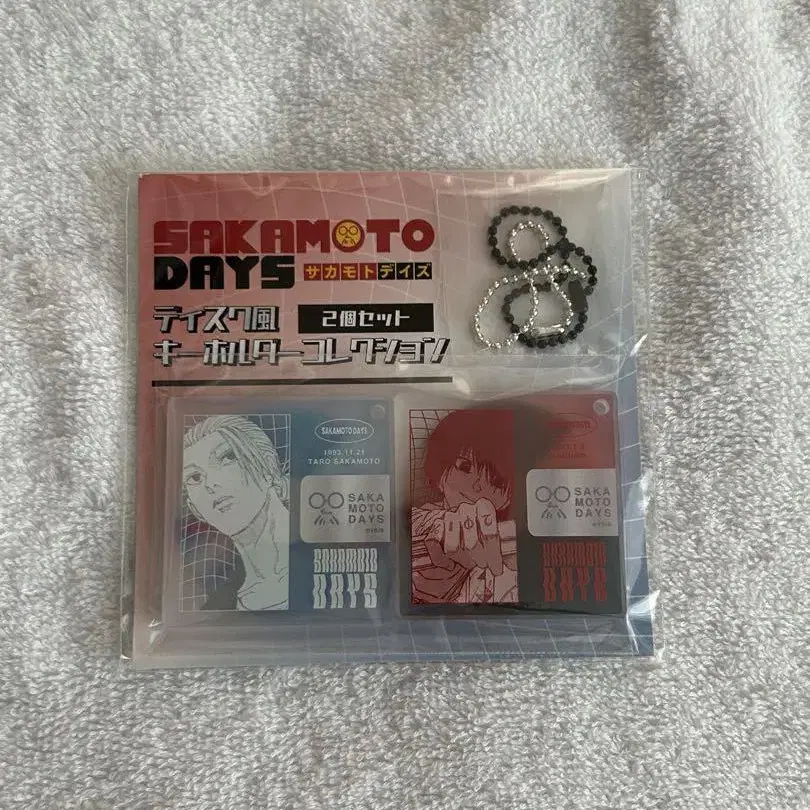 SAKAMOTO
DAYS サカモトデイズ
ディスク風 2個セット
キーホルダーコレクション
SAKAMOTO DAYS
1993.11.21
TARO SAKAMOTO
SAKA
MOTO
DAYS
SAKAMOTO
DAYS
SAKA
MOTO
DAYS
SAKAMOTO
DAYS